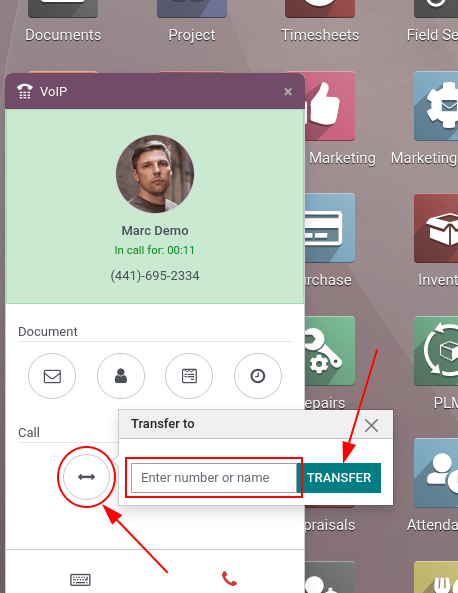 Documents
Project
Timesheets
Field Se
VoIP
×
Marketing
Marketing
Marc Demo
In call for: 00:11
(441)-695-2334
rchase
Invent
Document
epairs
PLM
Call
Transfer to
Enter number or name
TRANSFER
praisals
Attenda